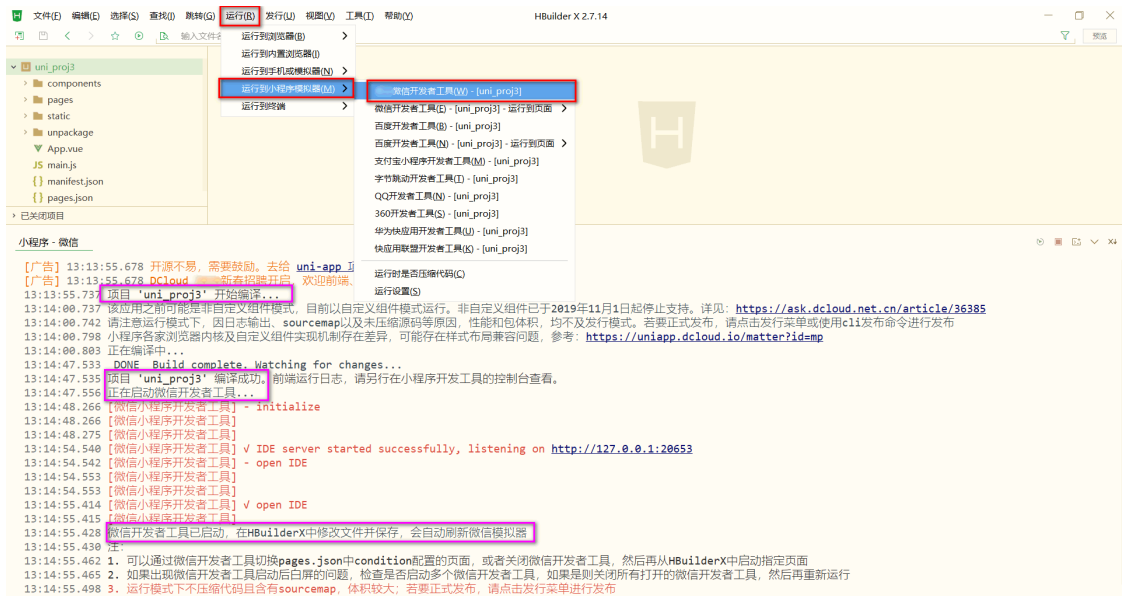 文件(F) 编辑(E) 选择(S) 查找(I) 跳转(G) 运行(R) 发行(U) 视图(V) 工具(T) 帮助(Y) HBuilder X 2.7.14
输入文件名 预览
运行到浏览器(B)
运行到内置浏览器(I)
运行到手机或模拟器(N)
运行到小程序模拟器(M)
运行到终端
微信开发者工具(W) - [uni_proj3]
微信开发者工具(E) - [uni_proj3] - 运行到页面
百度开发者工具(B) - [uni_proj3]
百度开发者工具(N) - [uni_proj3] - 运行到页面
支付宝小程序开发者工具(M) - [uni_proj3]
字节跳动开发者工具(T) - [uni_proj3]
QQ开发者工具(N) - [uni_proj3]
360开发者工具(S) - [uni_proj3]
华为快应用开发者工具(U) - [uni_proj3]
快应用联盟开发者工具(K) - [uni_proj3]
运行时是否压缩代码(C)
运行设置(S)
uni_proj3
components
pages
static
unpackage
App.vue
JS main.js
{ } manifest.json
{ } pages.json
已关闭项目
H
小程序 - 微信
[广告] 13:13:55.678 开源不易，需要鼓励。去给 uni-app
[广告] 13:13:55.678 DCloud 新春招聘开启，欢迎前端、
13:13:55.737 项目 'uni_proj3' 开始编译...
13:14:00.737 该应用之前可能是非自定义组件模式，目前以自定义组件模式运行。非自定义组件已于2019年11月1日起停止支持。详见：https://ask.dcloud.net.cn/article/36385
13:14:00.742 请注意运行模式下，因日志输出、sourcemap以及未压缩源码等原因，性能和包体积，均不及发行模式。若要正式发布，请点击发行菜单或使用cli发布命令进行发布
13:14:00.798 小程序各家浏览器内核及自定义组件实现机制存在差异，可能存在样式布局兼容问题，参考：https://uniapp.dcloud.io/matter?id=mp
13:14:00.803 正在编译中...
13:14:47.533 DONE Build complete. Watching for changes...
13:14:47.535 项目 'uni_proj3' 编译成功。前端运行日志，请另行在小程序开发工具的控制台查看。
13:14:47.556 正在启动微信开发者工具...
13:14:48.266 [微信小程序开发者工具] - initialize
13:14:48.266 [微信小程序开发者工具]
13:14:48.275 [微信小程序开发者工具]
13:14:54.540 [微信小程序开发者工具] √ IDE server started successfully, listening on http://127.0.0.1:20653
13:14:54.542 [微信小程序开发者工具] - open IDE
13:14:54.553 [微信小程序开发者工具]
13:14:54.553 [微信小程序开发者工具]
13:14:55.414 [微信小程序开发者工具] √ open IDE
13:14:55.415 [微信小程序开发者工具]
13:14:55.428 微信开发者工具已启动，在HBuilderX中修改文件并保存，会自动刷新微信模拟器
13:14:55.430 注：
13:14:55.462 1. 可以通过微信开发者工具切换pages.json中condition配置的页面，或者关闭微信开发者工具，然后再从HBuilderX中启动指定页面
13:14:55.465 2. 如果出现微信开发者工具启动后白屏的问题，检查是否启动多个微信开发者工具，如果是则关闭所有打开的微信开发者工具，然后再重新运行
13:14:55.498 3. 运行模式下不压缩代码且含有sourcemap，体积较大；若要正式发布，请点击发行菜单进行发布